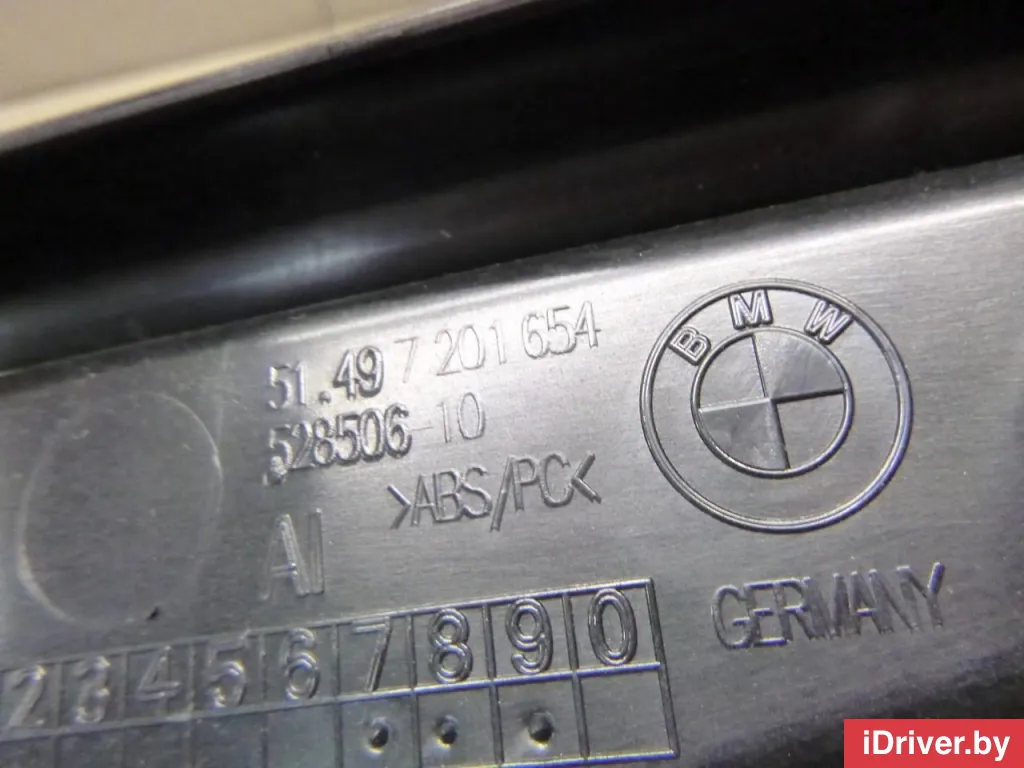 51.49 7 201 654
528506-10
>ABS/PC<
AI
BMW
GERMANY
2 3 4 5 6 7 8 9 0
iDriver.by